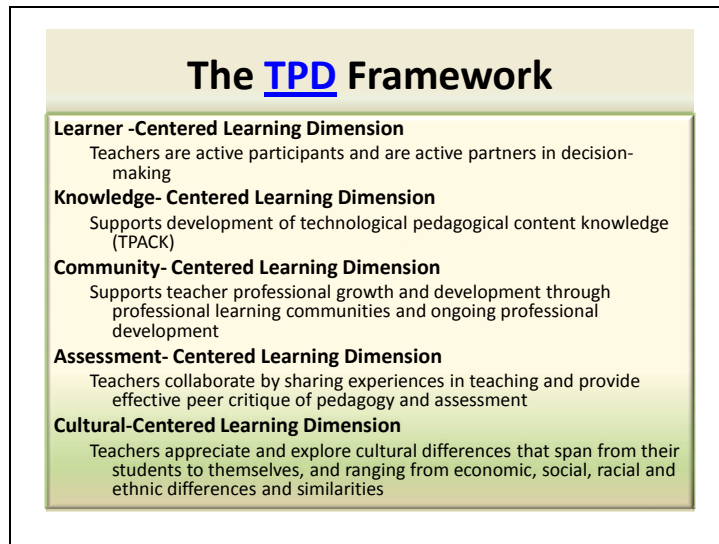 The TPD Framework
Learner -Centered Learning Dimension
Teachers are active participants and are active partners in decision-
making
Knowledge- Centered Learning Dimension
Supports development of technological pedagogical content knowledge
(TPACK)
Community- Centered Learning Dimension
Supports teacher professional growth and development through
professional learning communities and ongoing professional
development
Assessment- Centered Learning Dimension
Teachers collaborate by sharing experiences in teaching and provide
effective peer critique of pedagogy and assessment
Cultural-Centered Learning Dimension
Teachers appreciate and explore cultural differences that span from their
students to themselves, and ranging from economic, social, racial and
ethnic differences and similarities